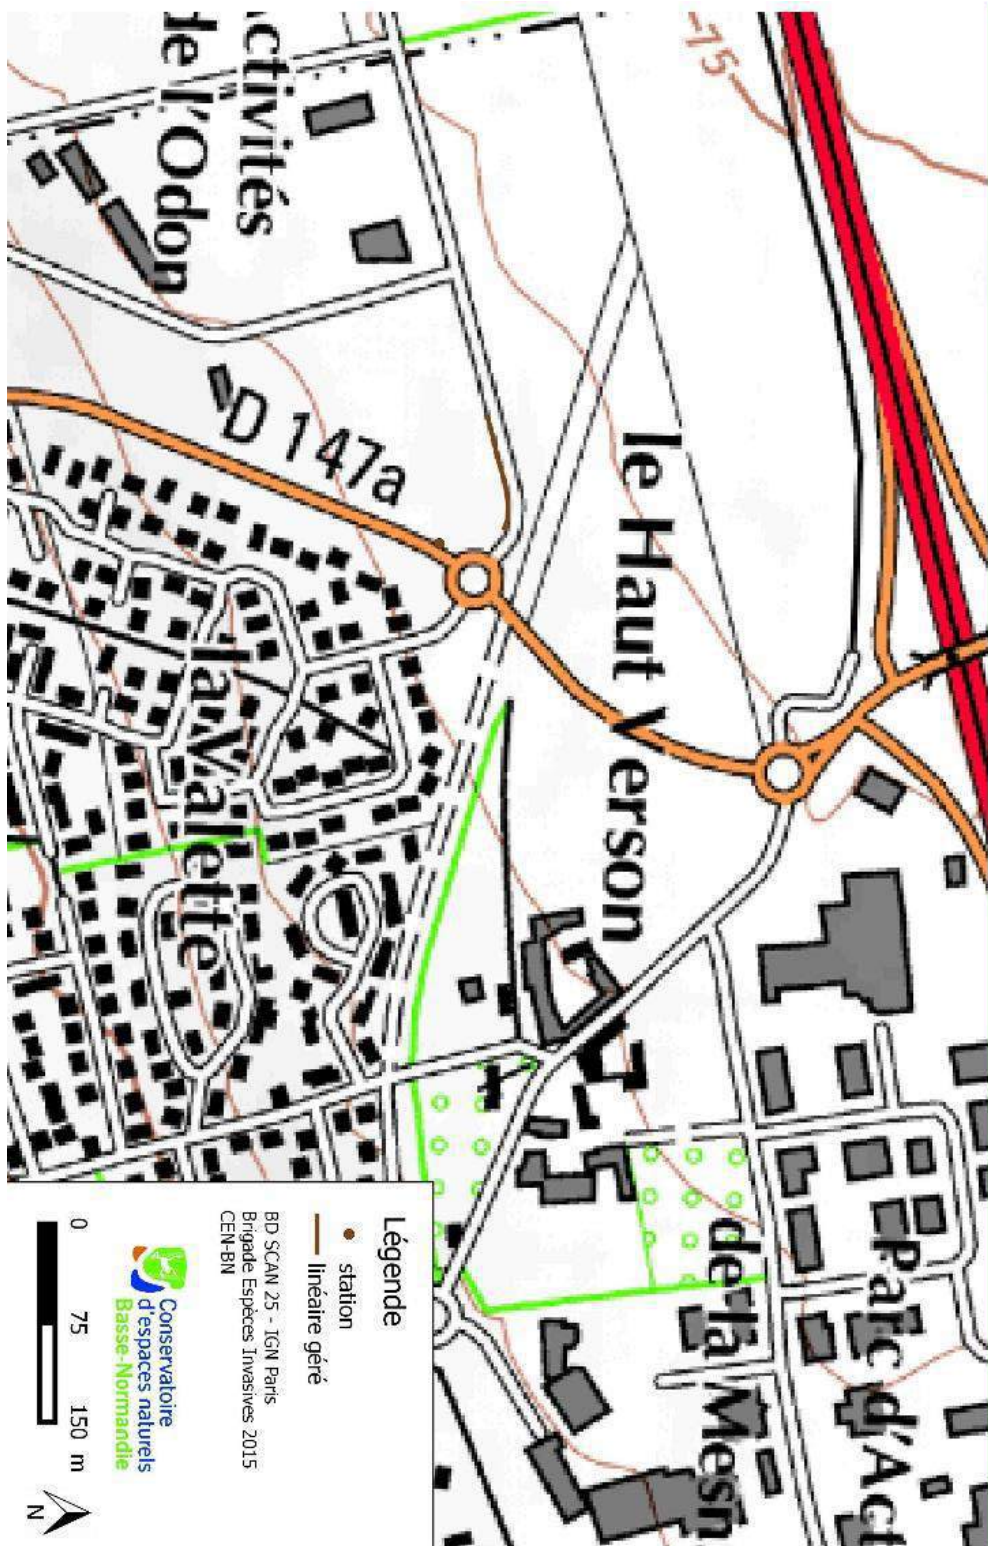 75
Activités
de l'Odon
D 147a
le Haut Verson
la Valette
Parc d'Act
de la Mesn
Légende
station
linéaire géré
BD SCAN 25 - IGN Paris
Brigade Espèces Invasives 2015
CEN-BN
Conservatoire
d'espaces naturels
Basse-Normandie
0 75 150 m
N